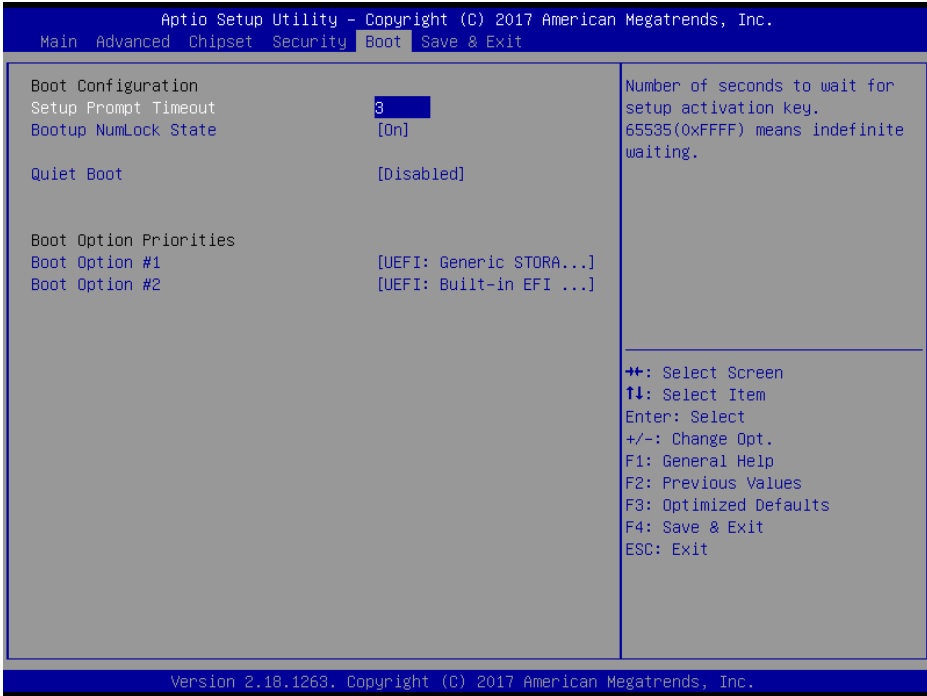 Aptio Setup Utility – Copyright (C) 2017 American Megatrends, Inc.
Main Advanced Chipset Security Boot Save & Exit
Boot Configuration
Setup Prompt Timeout 3
Bootup NumLock State [On]
Quiet Boot [Disabled]
Boot Option Priorities
Boot Option #1 [UEFI: Generic STORA...]
Boot Option #2 [UEFI: Built-in EFI ...]
Number of seconds to wait for
setup activation key.
65535(0xFFFF) means indefinite
waiting.
→←: Select Screen
↑↓: Select Item
Enter: Select
+/-: Change Opt.
F1: General Help
F2: Previous Values
F3: Optimized Defaults
F4: Save & Exit
ESC: Exit
Version 2.18.1263. Copyright (C) 2017 American Megatrends, Inc.